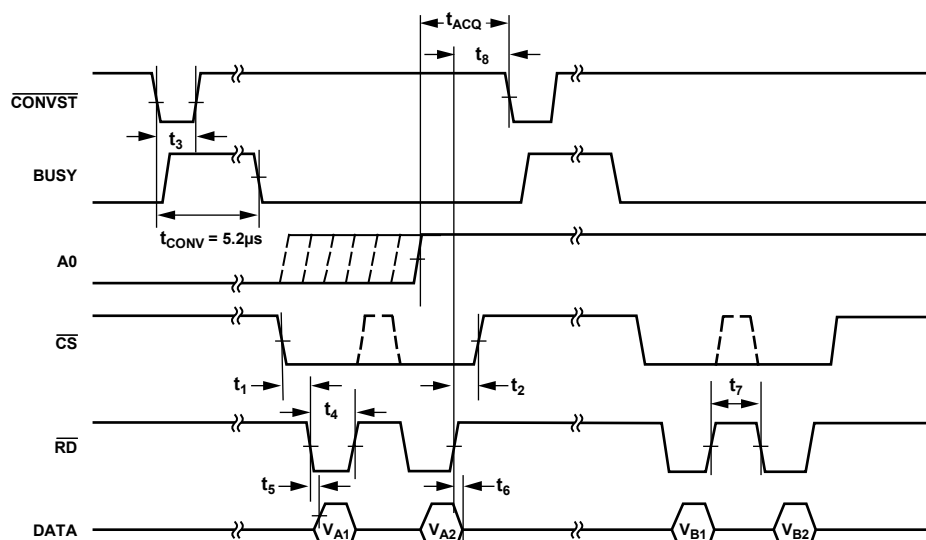 tACQ
t8
CONVST
t3
BUSY
tCONV = 5.2µs
A0
CS
t1
t2
t4
t7
RD
t5
t6
DATA
VA1
VA2
VB1
VB2